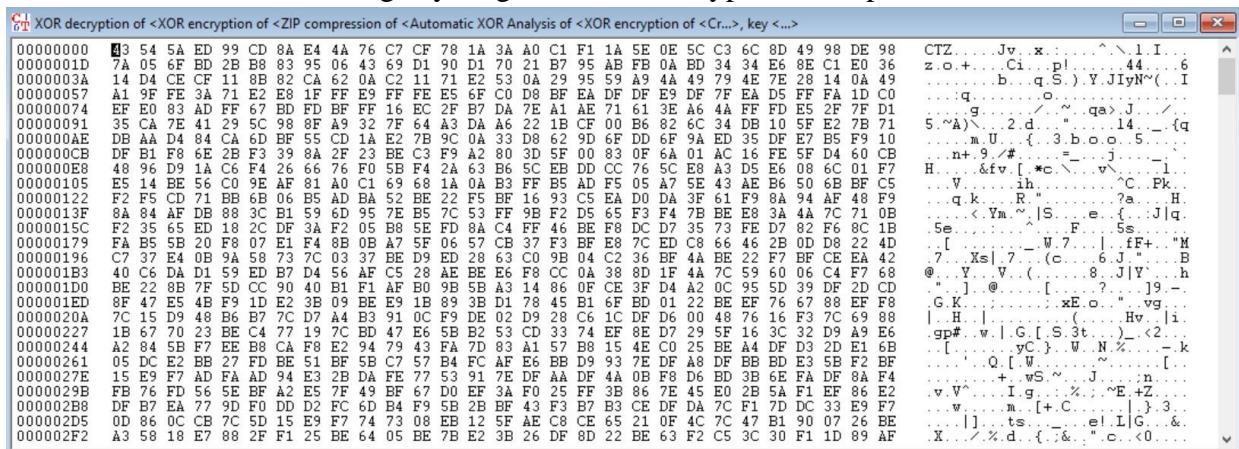 XOR decryption of <XOR encryption of <ZIP compression of <Automatic XOR Analysis of <XOR encryption of <Cr...>, key <...>
00000000 43 54 5A ED 99 CD 8A E4 4A 76 C7 CF 78 1A 3A A0 C1 F1 1A 5E 0E 5C C3 6C 8D 49 98 DE 98 CTZ.....Jv..x.:....^.\.l.I...
0000001D 7A 05 6F BD 2B B8 83 95 06 43 69 D1 90 D1 70 21 B7 95 AB FB 0A BD 34 34 E6 8E C1 E0 36 z.o.+....Ci...p!......44....6
0000003A 14 D4 CE CF 11 8B 82 CA 62 0A C2 11 71 E2 53 0A 29 95 59 A9 4A 49 79 4E 7E 28 14 0A 49 ........b...q.S.).Y.JIyN~(..I
00000057 A1 9F FE 3A 71 E2 E8 1F FF E9 FF FE E5 6F C0 D8 BF EA DF DF E9 DF 7F EA D5 FF FA 1D C0 ...:q........o...............
00000074 EF E0 83 AD FF 67 BD FD BF FF 16 EC 2F B7 DA 7E A1 AE 71 61 3E A6 4A FF FD E5 2F 7F D1 .....g....../..~..qa>.J.../..
00000091 35 CA 7E 41 29 5C 98 8F A9 32 7F 64 A3 DA A6 22 1B CF 00 B6 82 6C 34 DB 10 5F E2 7B 71 5.~A)\...2.d...".....l4.._.{q
000000AE DB AA D4 84 CA 6D BF 55 CD 1A E2 7B 9C 0A 33 D8 62 9D 6F DD 6F 9A ED 35 DF E7 B5 F9 10 .....m.U...{..3.b.o.o..5.....
000000CB DF B1 F8 6E 2B F3 39 8A 2F 23 BE C3 F9 A2 80 3D 5F 00 83 0F 6A 01 AC 16 FE 5F D4 60 CB ...n+.9./#.....=_...j...._.`.
000000E8 48 96 D9 1A C6 F4 26 66 76 F0 5B F4 2A 63 B6 5C EB DD CC 76 5C E8 A3 D5 E6 08 6C 01 F7 H.....&fv.[.*c.\...v\.....l..
00000105 E5 14 BE 56 C0 9E AF 81 A0 C1 69 68 1A 0A B3 FF B5 AD F5 05 A7 5E 43 AE B6 50 6B BF C5 ...V......ih.........^C..Pk..
00000122 F2 F5 CD 71 BB 6B 06 B5 AD BA 52 BE 22 F5 BF 16 93 C5 EA D0 DA 3F 61 F9 8A 94 AF 48 F9 ...q.k....R."........?a....H.
0000013F 8A 84 AF DB 88 3C B1 59 6D 95 7E B5 7C 53 FF 9B F2 D5 65 F3 F4 7B BE E8 3A 4A 7C 71 0B .....<.Ym.~.|S....e..{..:J|q.
0000015C F2 35 65 ED 18 2C DF 3A F2 05 B8 5E FD 8A C4 FF 46 BE F8 DC D7 35 73 FE D7 82 F6 8C 1B .5e..,.:...^....F....5s......
00000179 FA B5 5B 20 F8 07 E1 F4 8B 0B A7 5F 06 57 CB 37 F3 BF E8 7C ED C8 66 46 2B 0D D8 22 4D ..[ ......._.W.7...|..fF+.."M
00000196 C7 37 E4 0B 9A 58 73 7C 03 37 BE D9 ED 28 63 C0 9B 04 C2 36 BF 4A BE 22 F7 BF CE EA 42 .7...Xs|.7...(c....6.J."....B
000001B3 40 C6 DA D1 59 ED B7 D4 56 AF C5 28 AE BE E6 F8 CC 0A 38 8D 1F 4A 7C 59 60 06 C4 F7 68 @...Y...V..(......8..J|Y`...h
000001D0 BE 22 8B 7F 5D CC 90 40 B1 F1 AF B0 9B 5B A3 14 86 0F CE 3F D4 A2 0C 95 5D 39 DF 2D CD ."..]..@.....[.....?....]9.-.
000001ED 8F 47 E5 4B F9 1D E2 3B 09 BE E9 1B 89 3B D1 78 45 B1 6F BD 01 22 BE EF 76 67 88 EF F8 .G.K...;.....;.xE.o.."..vg...
0000020A 7C 15 D9 48 B6 B7 7C D7 A4 B3 91 0C F9 DE 02 D9 28 C6 1C DF D6 00 48 76 16 F3 7C 69 88 |..H..|.........(.....Hv..|i.
00000227 1B 67 70 23 BE C4 77 19 7C BD 47 E6 5B B2 53 CD 33 74 EF 8E D7 29 5F 16 3C 32 D9 A9 E6 .gp#..w.|.G.[.S.3t...)_.<2...
00000244 A2 84 5B F7 EE B8 CA F8 E2 94 79 43 FA 7D 83 A1 57 B8 15 4E C0 25 BE A4 DF D3 2D E1 6B ..[.......yC.}..W..N.%....-.k
00000261 05 DC E2 BB 27 FD BE 51 BF 5B C7 57 B4 FC AF E6 BB D9 93 7E DF A8 DF BB BD E3 5B F2 BF ....'..Q.[.W.......~......[..
0000027E 15 E9 F7 AD FA AD 94 E3 2B DA FE 77 53 91 7E DF AA DF 4A 0B F8 D6 BD 3B 6E FA DF 8A F4 ........+..wS.~...J....;n....
0000029B FB 76 FD 56 5E BF A2 E5 7F 49 BF 67 D0 EF 3A F0 25 FF 3B 86 7E 45 E0 2B 5A F1 EF 86 E2 .v.V^....I.g..:.%.;.~E.+Z....
000002B8 DF B7 EA 77 9D F0 DD D2 FC 6D B4 F9 5B 2B BF 43 F3 B7 B3 CE DF DA 7C F1 7D DC 33 E9 F7 ...w.....m..[+.C......|.}.3..
000002D5 0D 86 0C CB 7C 5D 15 E9 F7 74 73 08 EB 12 5F AE C8 CE 65 21 0F 4C 7C 47 B1 90 07 26 BE ....|]...ts..._...e!.L|G...&.
000002F2 A3 58 18 E7 88 2F F1 25 BE 64 05 BE 7B E2 3B 26 DF 8D 22 BE 63 F2 C5 3C 30 F1 1D 89 AF .X.../.%.d..{.;&..".c..<0....